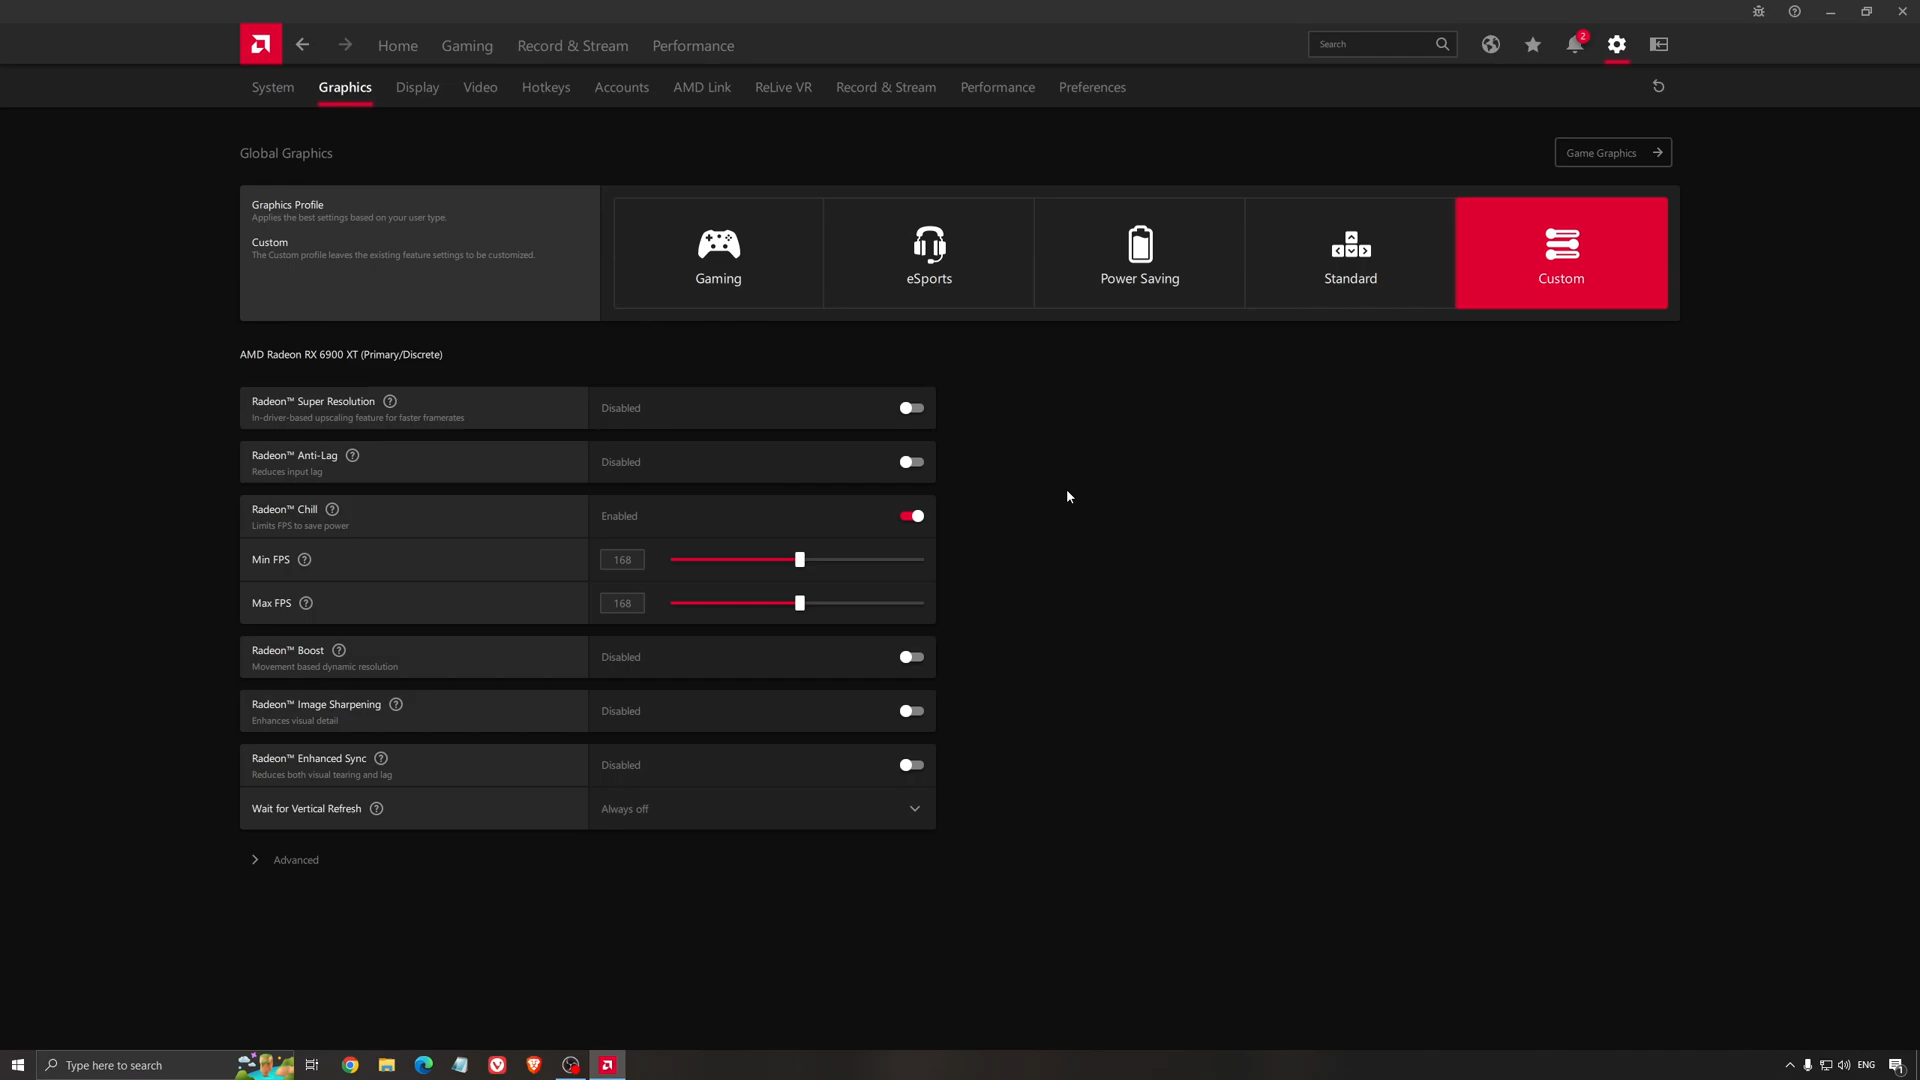 Home
Gaming
Record & Stream
Performance
Search
2
System
Graphics
Display
Video
Hotkeys
Accounts
AMD Link
ReLive VR
Record & Stream
Performance
Preferences
Global Graphics
Game Graphics
Graphics Profile
Applies the best settings based on your user type.
Custom
The Custom profile leaves the existing feature settings to be customized.
Gaming
eSports
Power Saving
Standard
Custom
AMD Radeon RX 6900 XT (Primary/Discrete)
Radeon™ Super Resolution ?
In-driver-based upscaling feature for faster framerates
Disabled
Radeon™ Anti-Lag ?
Reduces input lag
Disabled
Radeon™ Chill ?
Limits FPS to save power
Enabled
Min FPS ?
168
Max FPS ?
168
Radeon™ Boost ?
Movement based dynamic resolution
Disabled
Radeon™ Image Sharpening ?
Enhances visual detail
Disabled
Radeon™ Enhanced Sync ?
Reduces both visual tearing and lag
Disabled
Wait for Vertical Refresh ?
Always off
Advanced
Type here to search
ENG
1